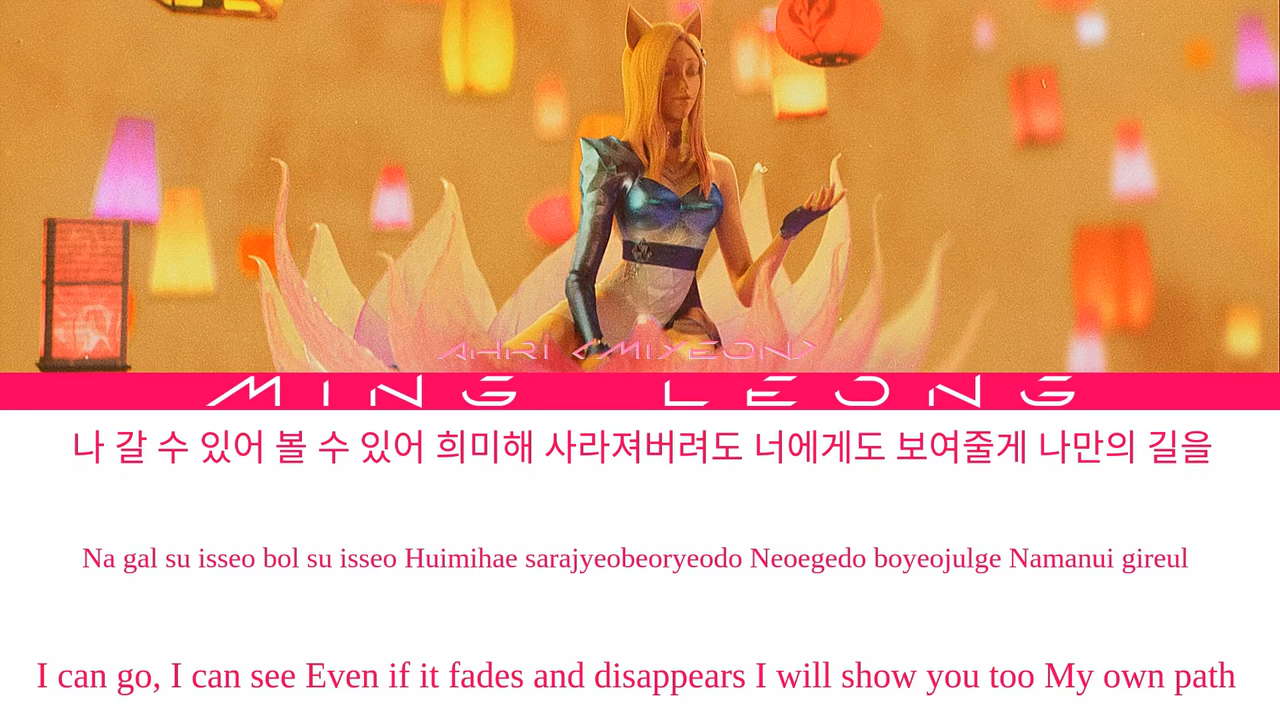 AHRI <MIYEON>
MING LEONG
나 갈 수 있어 볼 수 있어 희미해 사라져버려도 너에게도 보여줄게 나만의 길을
Na gal su isseo bol su isseo Huimihae sarajyeobeoryeodo Neoegedo boyeojulge Namanui gireul
I can go, I can see Even if it fades and disappears I will show you too My own path